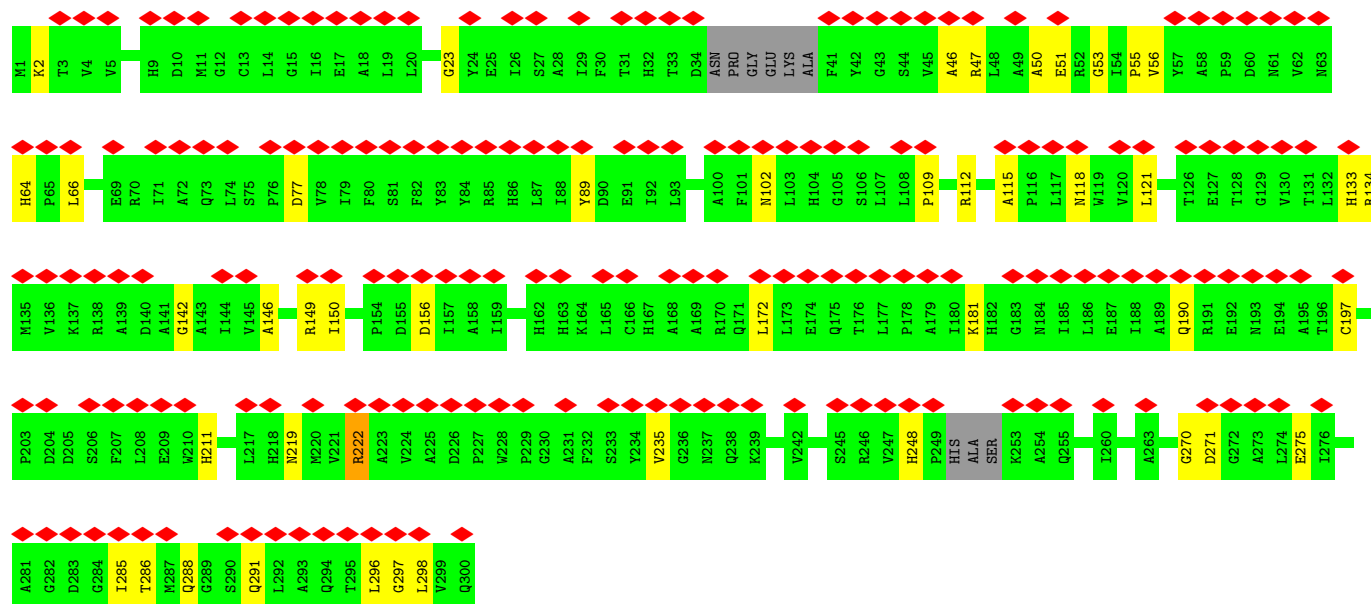 M1 K2 T3 V4 V5 H9 D10 M11 G12 C13 L14 G15 I16 E17 A18 L19 L20 G23 Y24 E25 I26 S27 A28 I29 F30 T31 H32 T33 D34 ASN PRO GLY GLU LYS ALA F41 Y42 G43 S44 V45 A46 R47 L48 A49 A50 E51 R52 G53 I54 P55 V56 Y57 A58 P59 D60 N61 V62 N63
H64 P65 L66 E69 R70 I71 A72 Q73 L74 S75 P76 D77 V78 I79 F80 S81 F82 Y83 Y84 R85 H86 L87 I88 Y89 D90 E91 I92 L93 A100 F101 N102 L103 H104 G105 S106 L107 L108 P109 R112 A115 P116 L117 N118 W119 V120 L121 T126 E127 T128 G129 V130 T131 L132 H133 R134
M135 V136 K137 R138 A139 D140 A141 G142 A143 I144 V145 A146 R149 I150 P154 D155 D156 I157 A158 I159 H162 H163 K164 L165 C166 H167 A168 A169 R170 Q171 L172 L173 E174 Q175 T176 L177 P178 A179 I180 K181 H182 G183 N184 I185 L186 E187 I188 A189 Q190 R191 E192 N193 E194 A195 T196 C197
P203 D204 D205 S206 F207 L208 E209 W210 H211 L217 H218 N219 M220 V221 R222 A223 V224 A225 D226 P227 W228 P229 G230 A231 F232 S233 Y234 V235 G236 N237 Q238 K239 V242 S245 R246 V247 H248 P249 HIS ALA SER K253 A254 Q255 I260 A263 G270 D271 G272 A273 L274 E275 I276
A281 G282 D283 G284 I285 T286 M287 Q288 G289 S290 Q291 L292 A293 Q294 T295 L296 G297 L298 V299 Q300